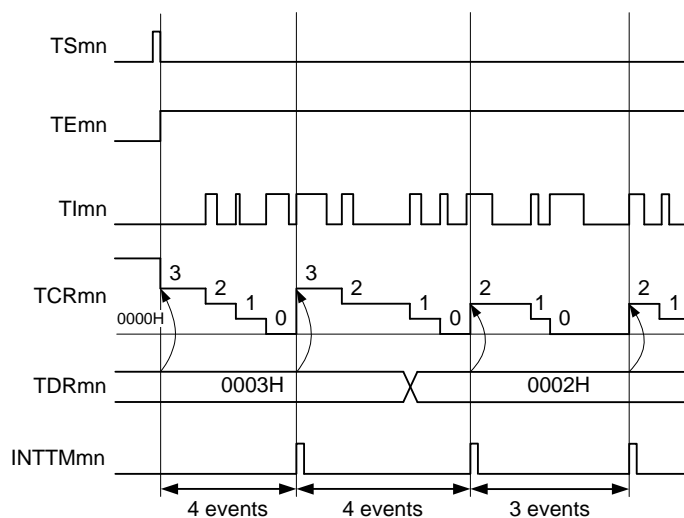 TSmn
TEmn
TImn
TCRmn
3 2 1 0 3 2 1 0 2 1 0 2 1
0000H
TDRmn 0003H 0002H
INTTMmn
4 events 4 events 3 events